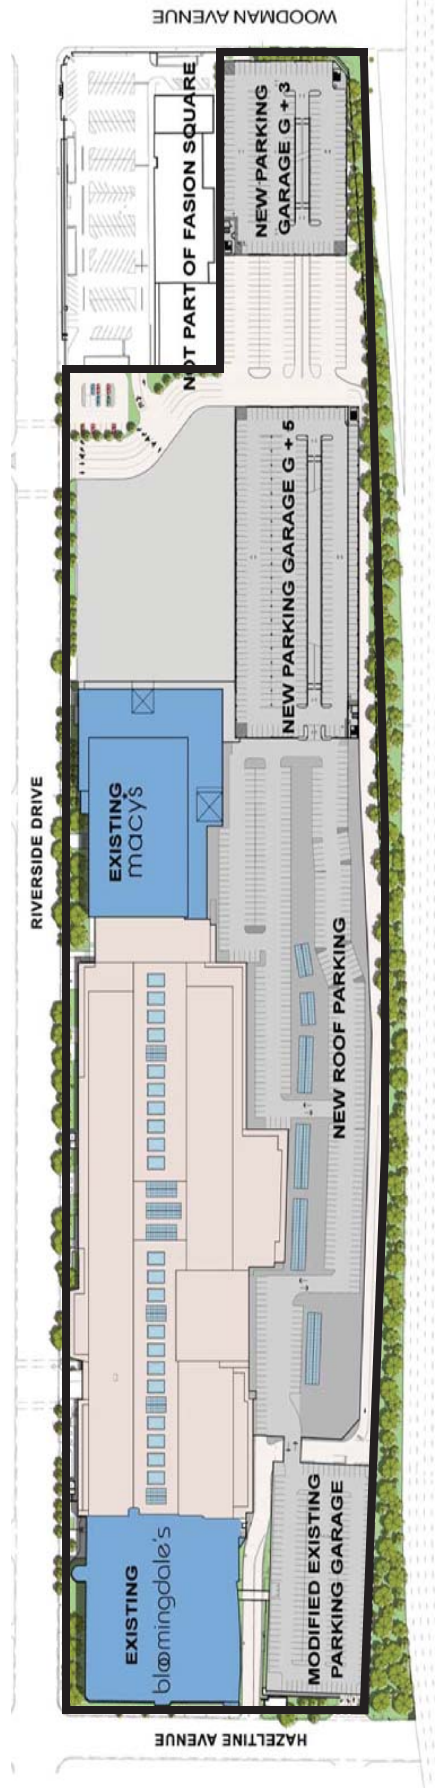 WOODMAN AVENUE
NOT PART OF FASION SQUARE
NEW PARKING
GARAGE G + 3
NEW PARKING GARAGE G + 5
RIVERSIDE DRIVE
EXISTING
macy's
NEW ROOF PARKING
EXISTING
bloomingdale's
MODIFIED EXISTING
PARKING GARAGE
HAZELTINE AVENUE